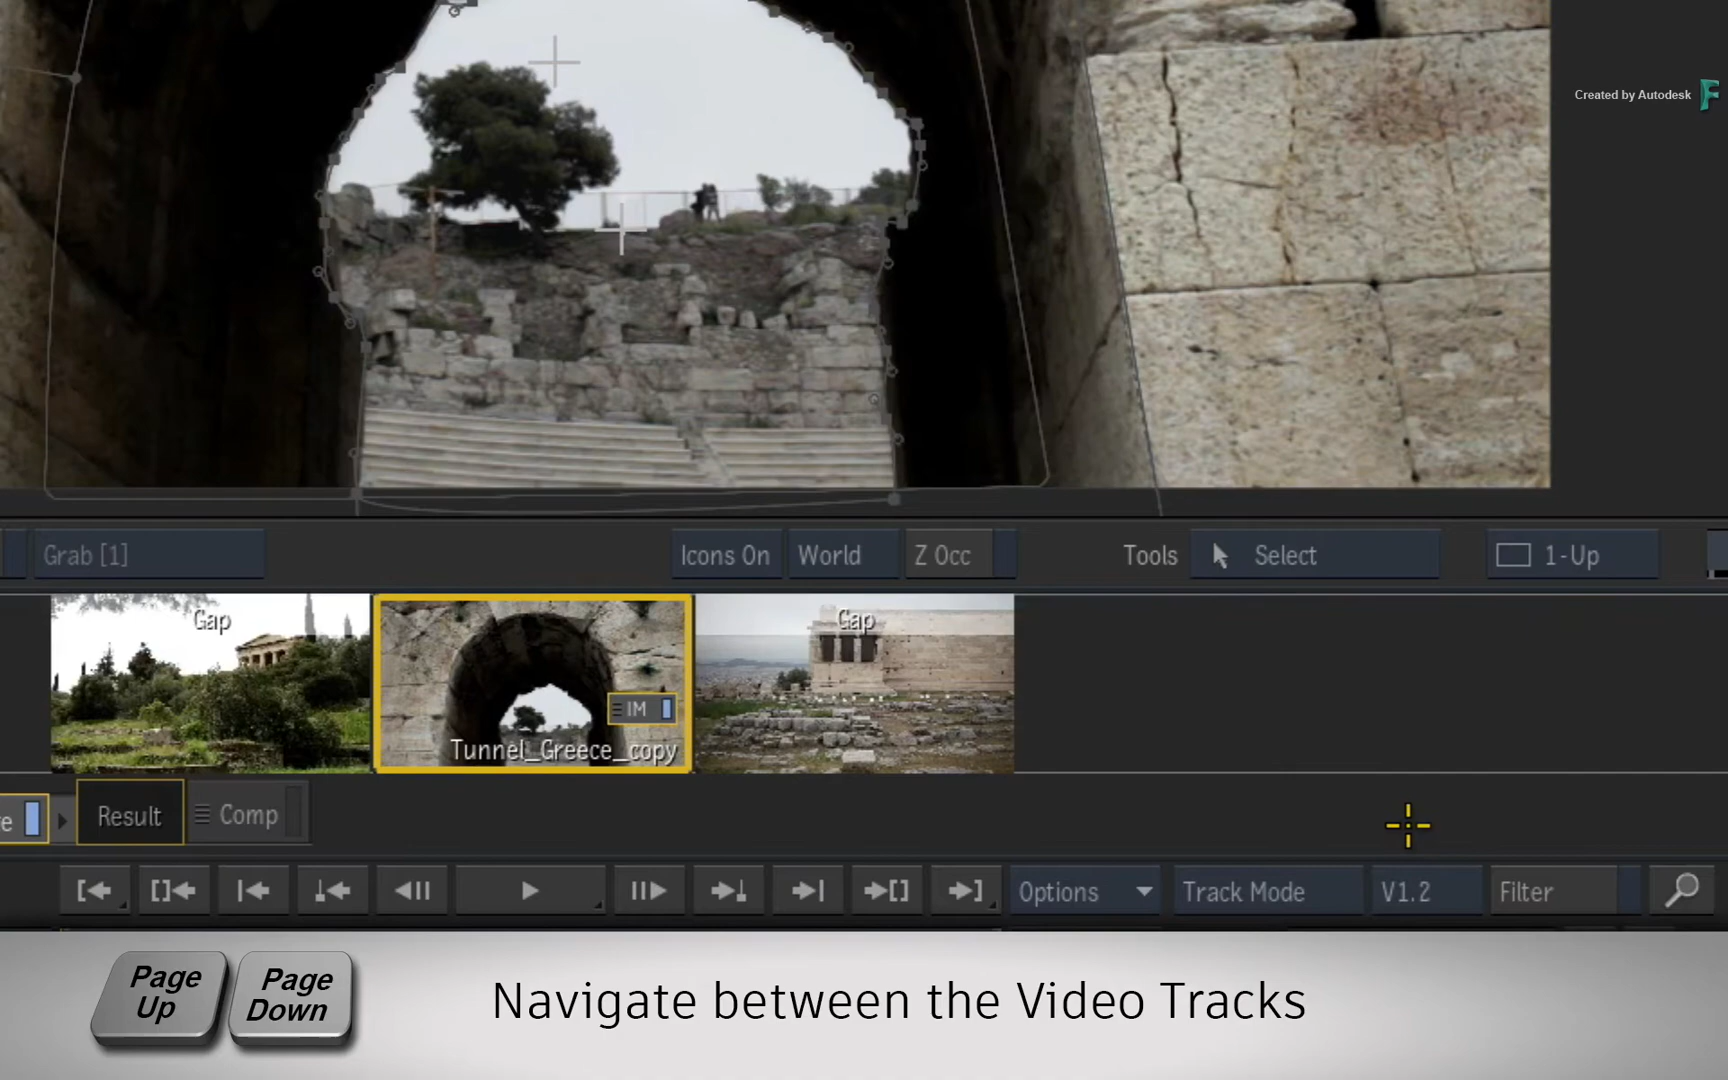 Created by Autodesk
Grab [1]
Icons On
World
Z Occ
Tools
Select
1-Up
Gap
IM
Tunnel_Greece_copy
Gap
Result
Comp
Options
Track Mode
V1.2
Filter
Page Up
Page Down
Navigate between the Video Tracks